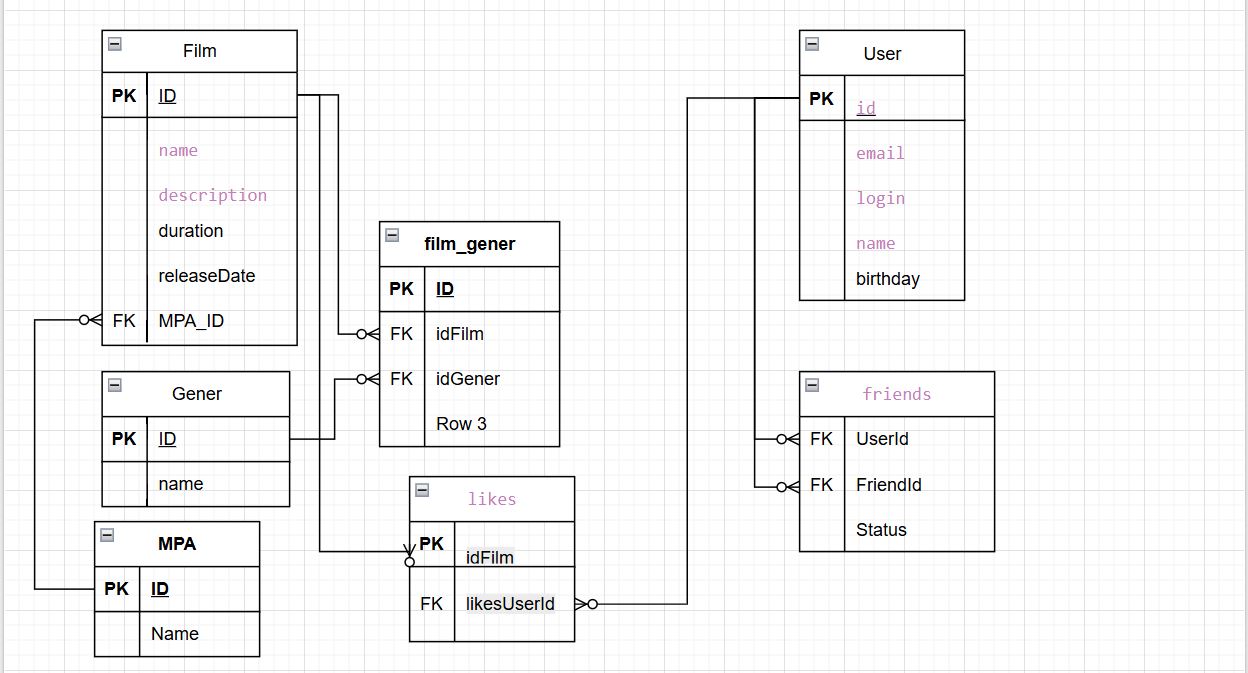 Film
PK ID
name
description
duration
releaseDate
FK MPA_ID
Gener
PK ID
name
MPA
PK ID
Name
film_gener
PK ID
FK idFilm
FK idGener
Row 3
likes
PK idFilm
FK likesUserId
User
PK id
email
login
name
birthday
friends
FK UserId
FK FriendId
Status